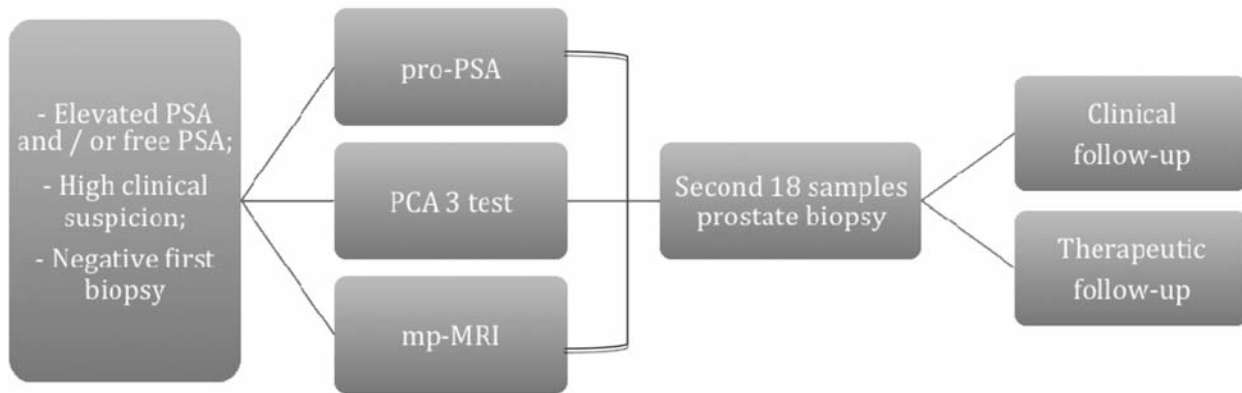 - Elevated PSA
and / or free PSA;
- High clinical
suspicion;
- Negative first
biopsy
pro-PSA
PCA 3 test
mp-MRI
Second 18 samples
prostate biopsy
Clinical
follow-up
Therapeutic
follow-up